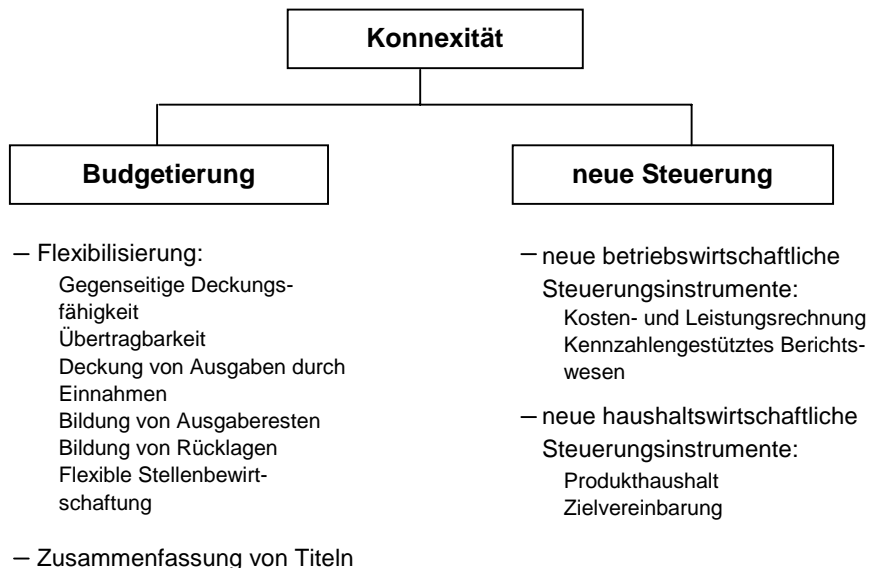 Konnexität
Budgetierung
– Flexibilisierung:
Gegenseitige Deckungs-
fähigkeit
Übertragbarkeit
Deckung von Ausgaben durch
Einnahmen
Bildung von Ausgaberesten
Bildung von Rücklagen
Flexible Stellenbewirt-
schaftung
– Zusammenfassung von Titeln
neue Steuerung
– neue betriebswirtschaftliche
Steuerungsinstrumente:
Kosten- und Leistungsrechnung
Kennzahlengestütztes Berichts-
wesen
– neue haushaltswirtschaftliche
Steuerungsinstrumente:
Produkthaushalt
Zielvereinbarung